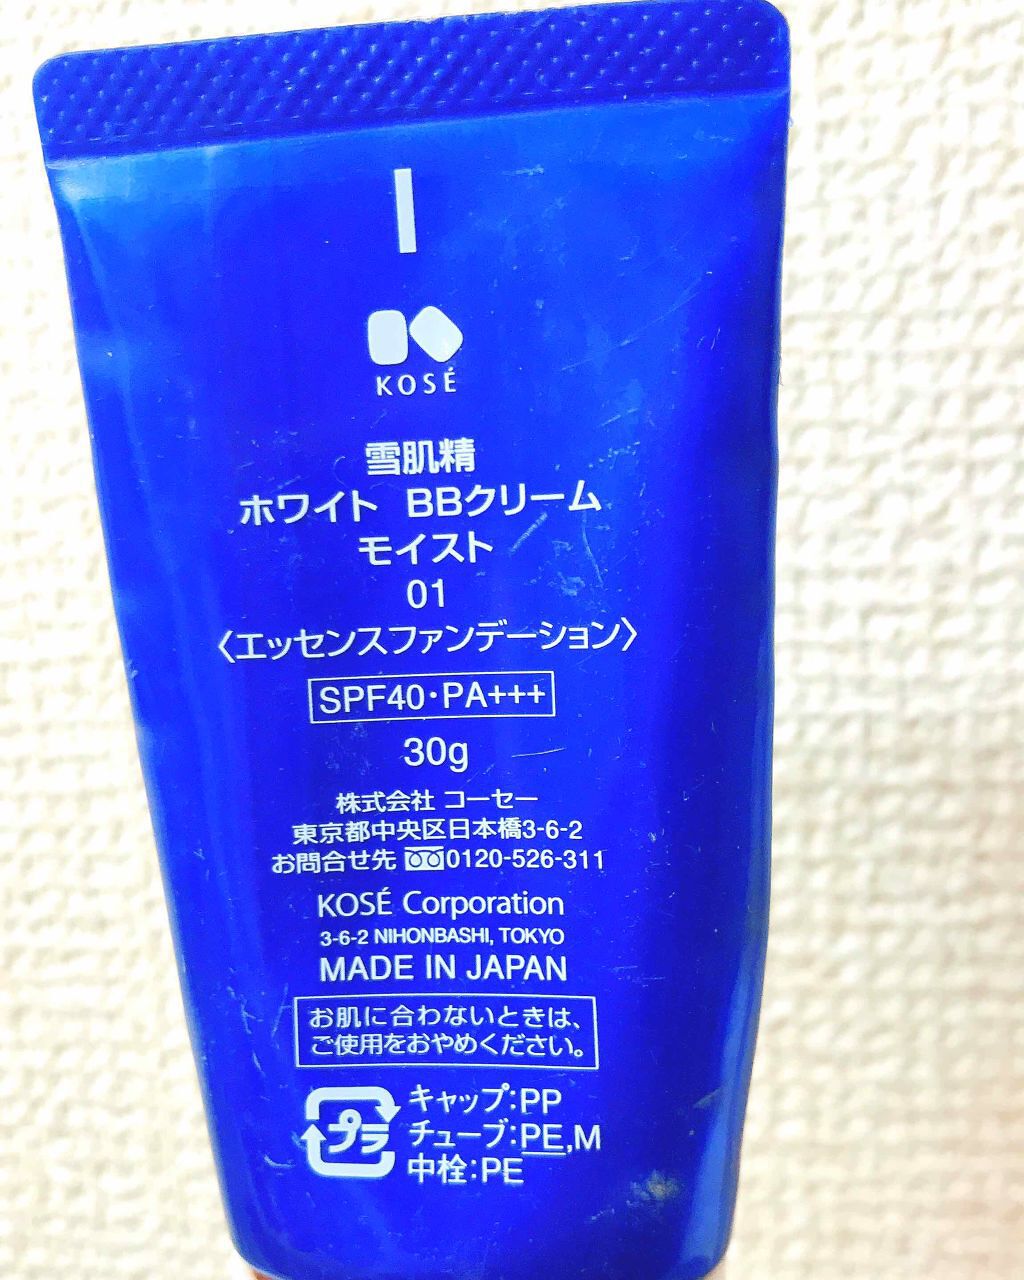 KOSÉ
雪肌精
ホワイト BBクリーム
モイスト
01
〈エッセンスファンデーション〉
SPF40・PA+++
30g
株式会社 コーセー
東京都中央区日本橋3-6-2
お問合せ先 0120-526-311
KOSÉ Corporation
3-6-2 NIHONBASHI, TOKYO
MADE IN JAPAN
お肌に合わないときは、
ご使用をおやめください。
プラ
キャップ:PP
チューブ:PE,M
中栓:PE